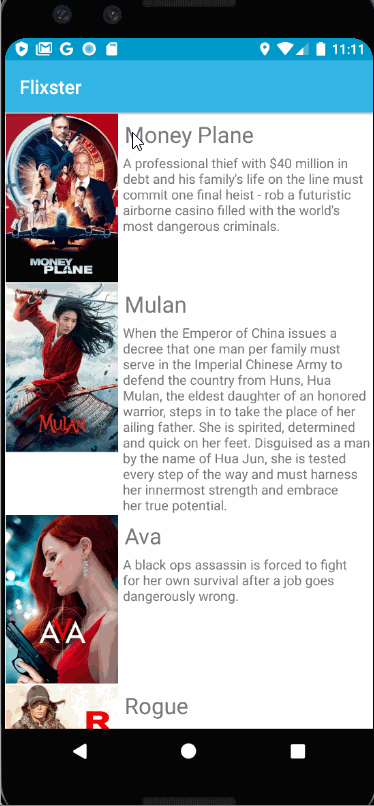 11:11
Flixster
Money Plane
A professional thief with $40 million in
debt and his family's life on the line must
commit one final heist - rob a futuristic
airborne casino filled with the world's
most dangerous criminals.
MONEY
PLANE
Mulan
When the Emperor of China issues a
decree that one man per family must
serve in the Imperial Chinese Army to
defend the country from Huns, Hua
Mulan, the eldest daughter of an honored
warrior, steps in to take the place of her
ailing father. She is spirited, determined
and quick on her feet. Disguised as a man
by the name of Hua Jun, she is tested
every step of the way and must harness
her innermost strength and embrace
her true potential.
MULAN
Ava
A black ops assassin is forced to fight
for her own survival after a job goes
dangerously wrong.
AVA
Rogue
R